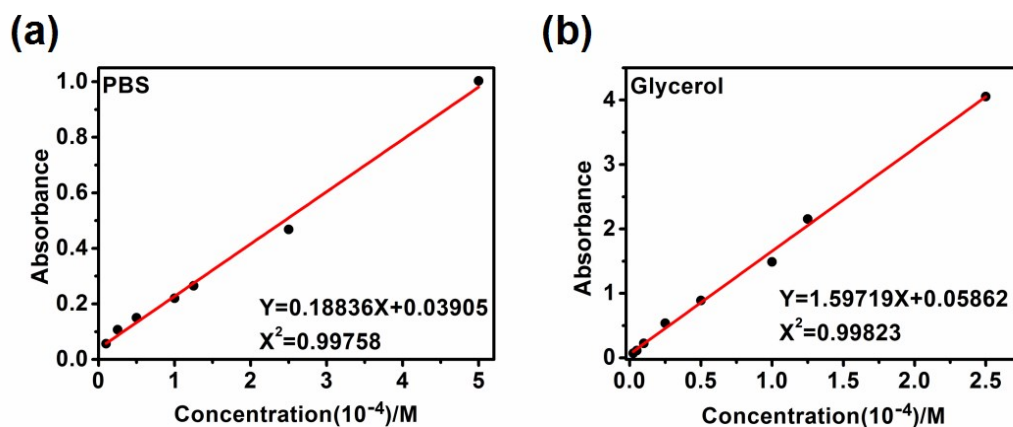 (a)
PBS
Absorbance
1.0
0.8
0.6
0.4
0.2
0.0
Y=0.18836X+0.03905
X²=0.99758
0 1 2 3 4 5
Concentration(10⁻⁴)/M
(b)
Glycerol
Absorbance
4
3
2
1
0
Y=1.59719X+0.05862
X²=0.99823
0.0 0.5 1.0 1.5 2.0 2.5
Concentration(10⁻⁴)/M